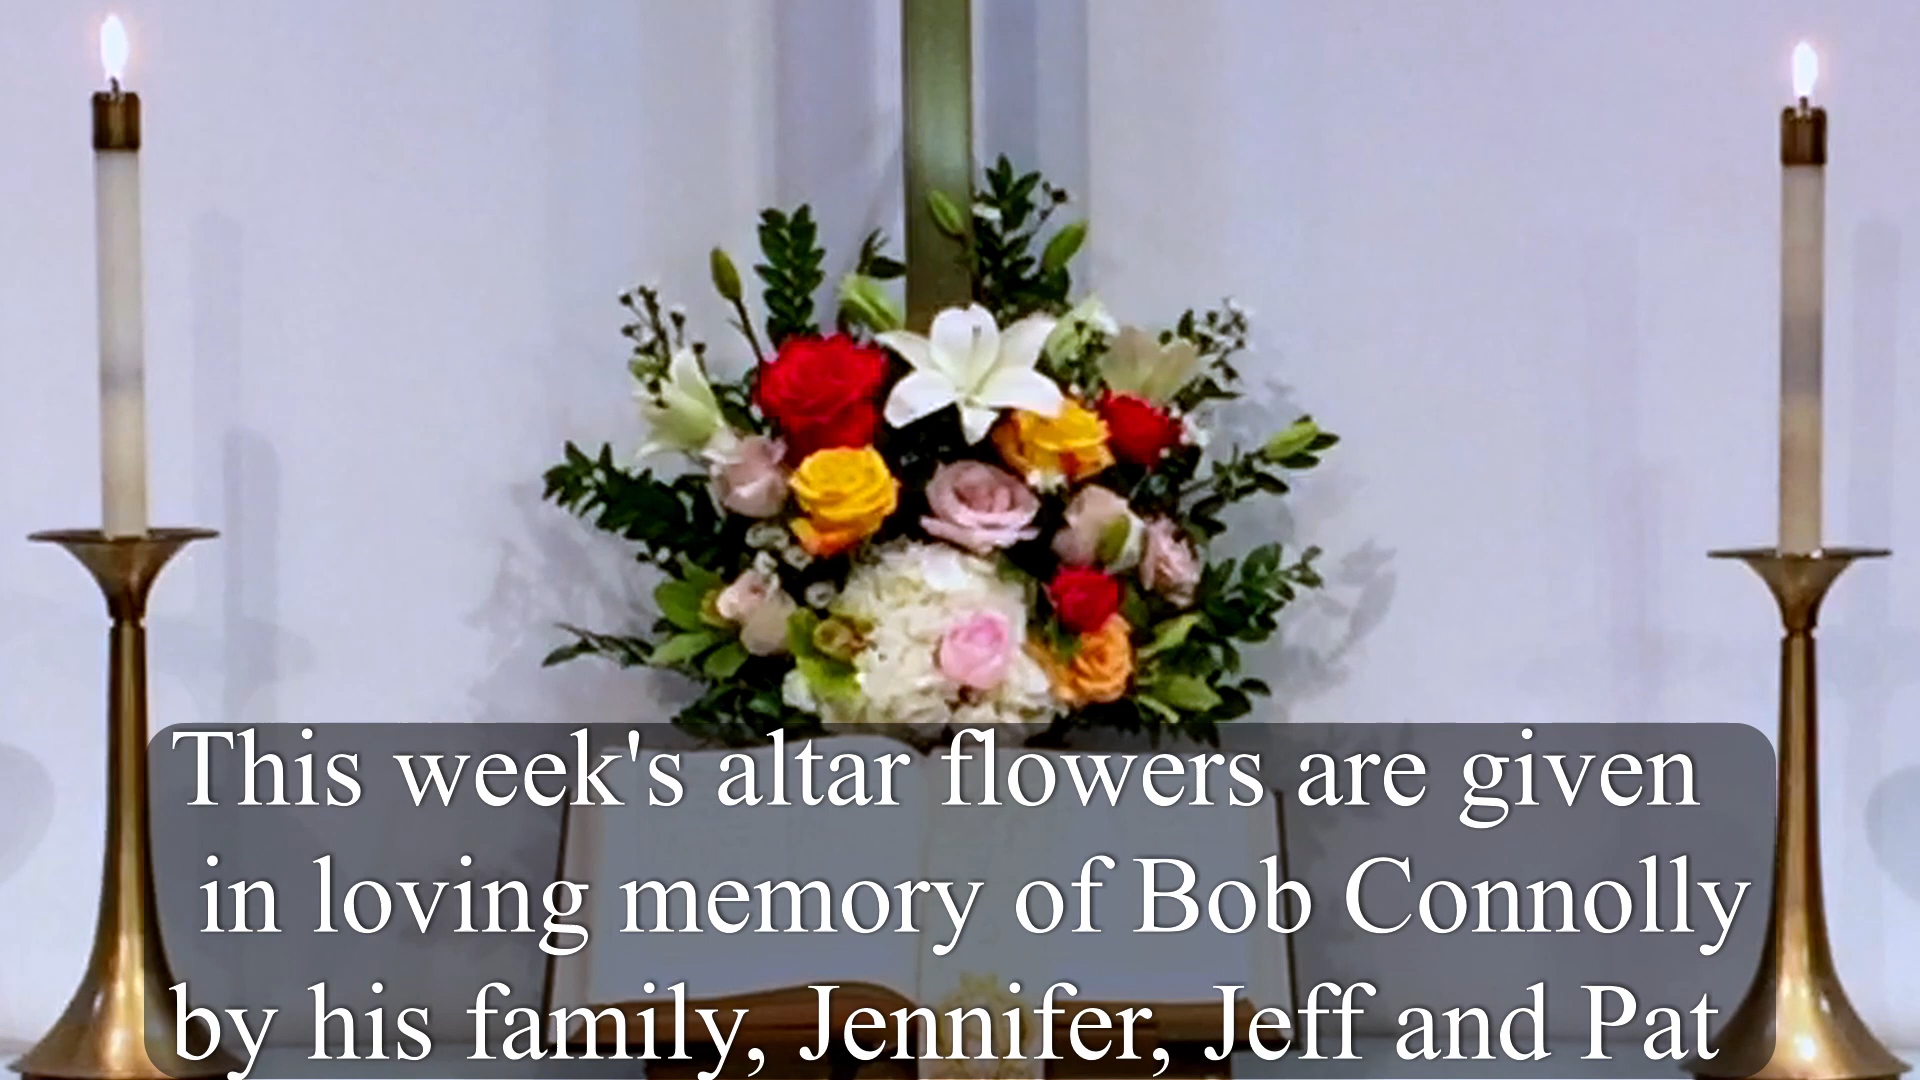 This week's altar flowers are given
in loving memory of Bob Connolly
by his family, Jennifer, Jeff and Pat